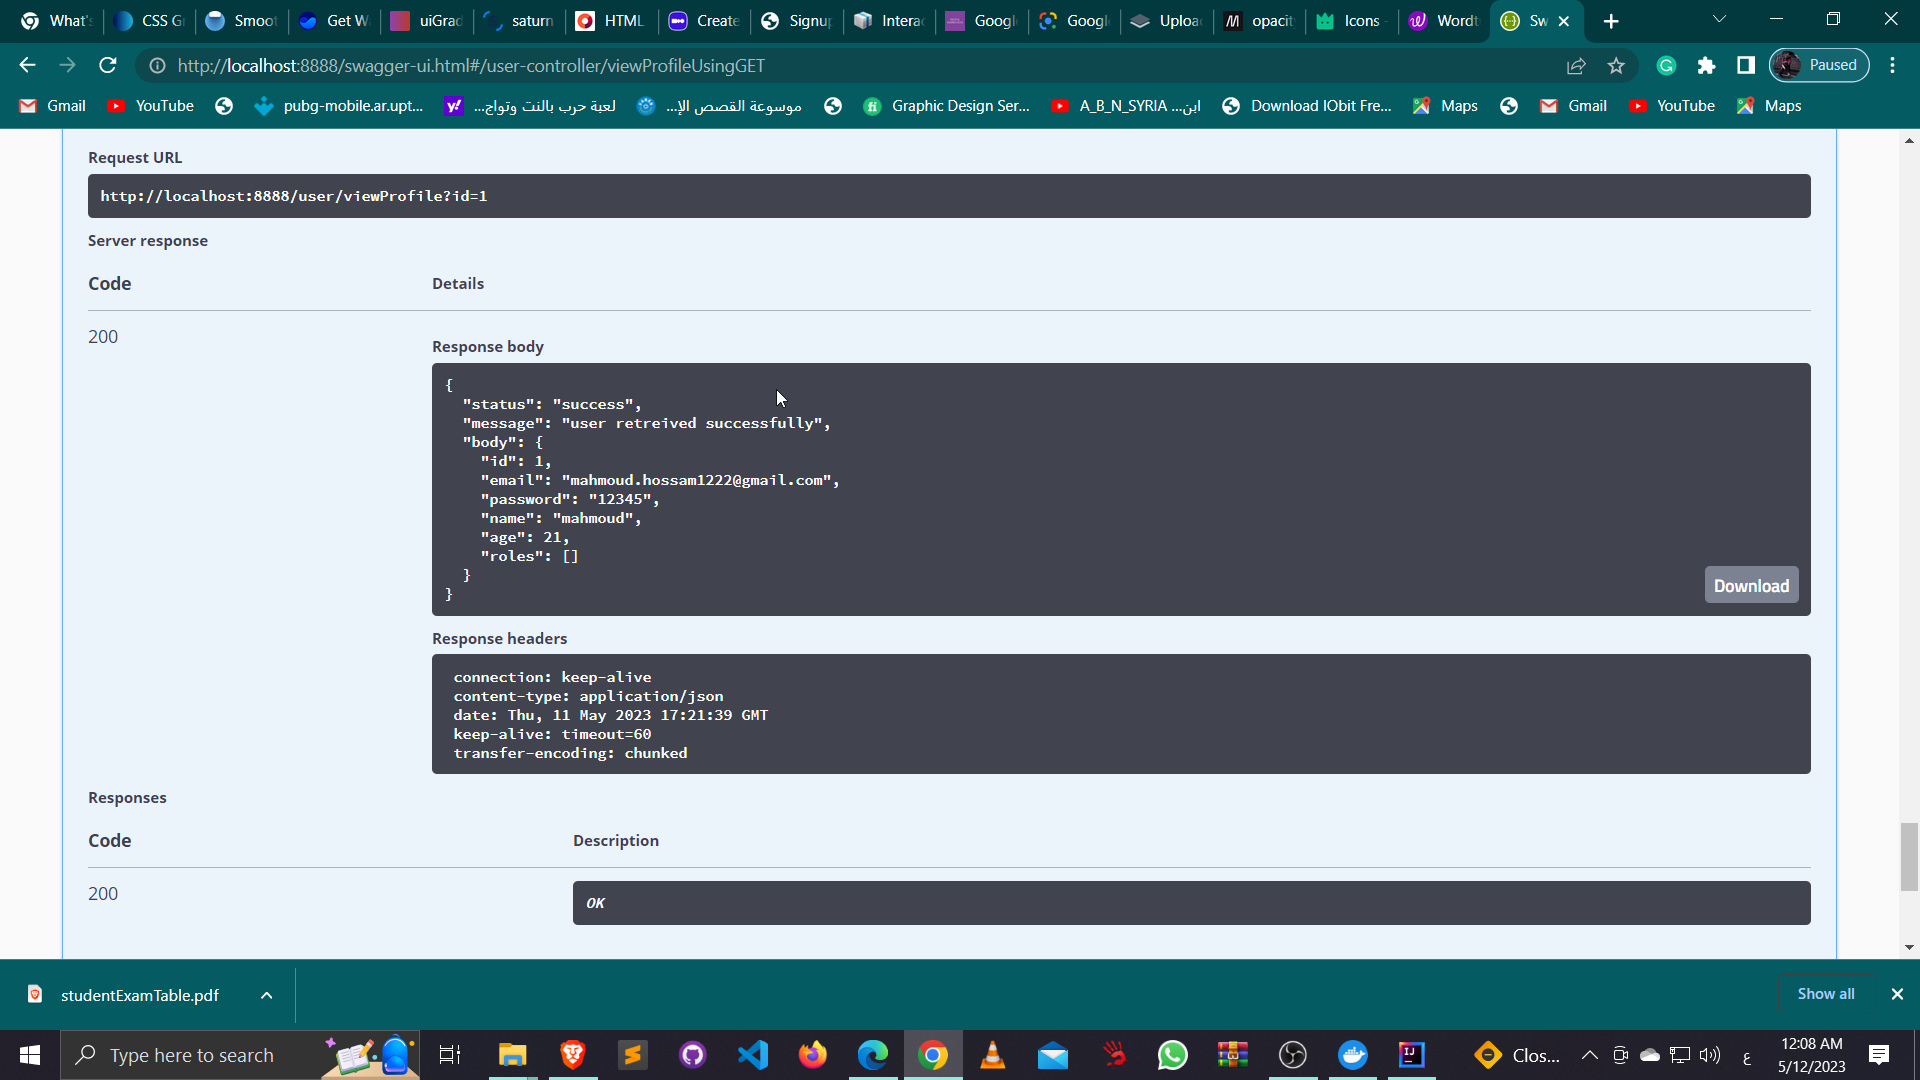 What's
CSS G
Smoot
Get W
uiGrad
saturn
HTML
Create
Signup
Interac
Googl
Googl
Uploa
opacit
Icons
Wordt
Sw
http://localhost:8888/swagger-ui.html#/user-controller/viewProfileUsingGET
Paused
Gmail
YouTube
pubg-mobile.ar.upt...
لعبة حرب بالنت وتواج...
موسوعة القصص الإ...
Graphic Design Ser...
A_B_N_SYRIA ...ابن
Download IObit Fre...
Maps
Gmail
YouTube
Maps
Request URL
http://localhost:8888/user/viewProfile?id=1
Server response
Code Details
200
Response body
{
"status": "success",
"message": "user retreived successfully",
"body": {
"id": 1,
"email": "mahmoud.hossam1222@gmail.com",
"password": "12345",
"name": "mahmoud",
"age": 21,
"roles": []
}
}
Download
Response headers
connection: keep-alive
content-type: application/json
date: Thu, 11 May 2023 17:21:39 GMT
keep-alive: timeout=60
transfer-encoding: chunked
Responses
Code Description
200
OK
studentExamTable.pdf
Show all
Type here to search
Clos...
ع
12:08 AM
5/12/2023